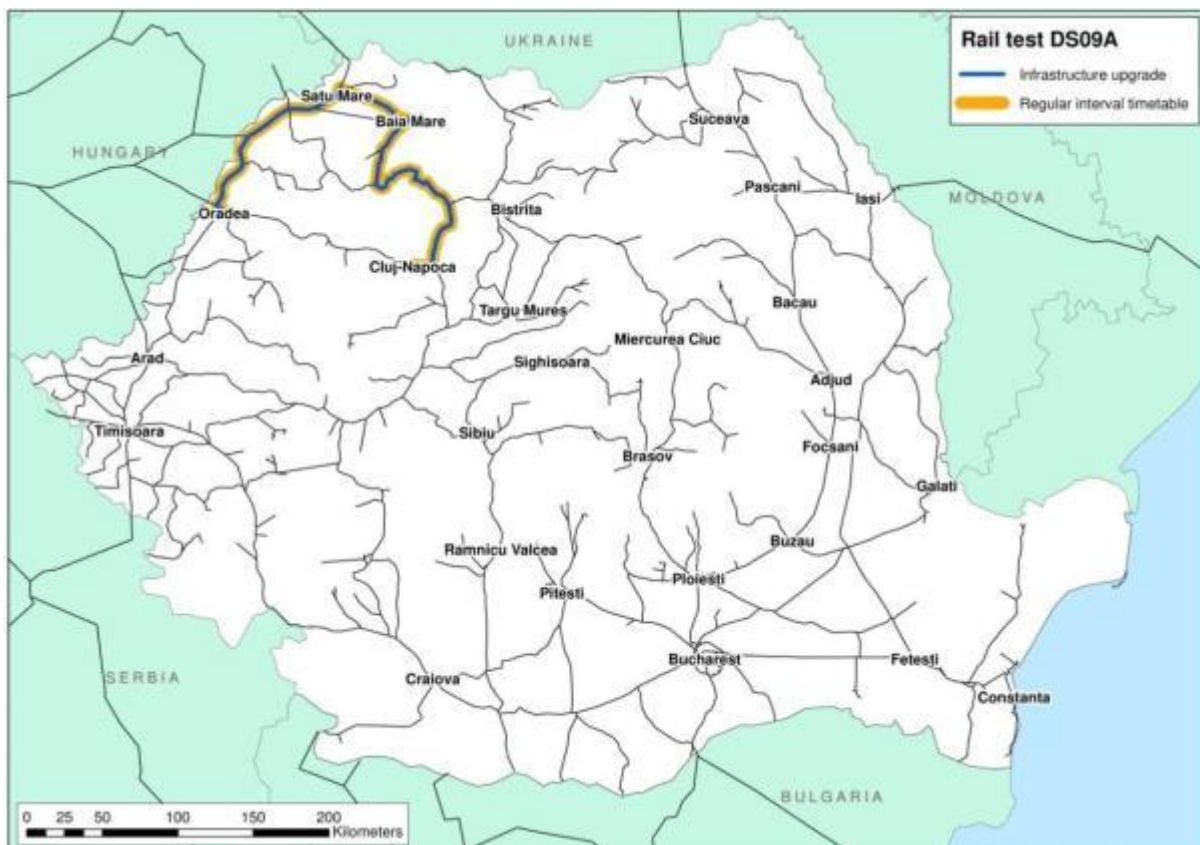 UKRAINE
Rail test DS09A
Infrastructure upgrade
Regular interval timetable
Satu Mare
Baia Mare
Suceava
HUNGARY
Pascani
Iasi
MOLDOVA
Oradea
Bistrita
Cluj-Napoca
Targu Mures
Bacau
Miercurea Ciuc
Arad
Sighisoara
Adjud
Timisoara
Sibiu
Brasov
Focsani
Galati
Ramnicu Valcea
Buzau
Ploiesti
Pitesti
Bucharest
Fetesti
SERBIA
Craiova
Constanta
BULGARIA
0 25 50 100 150 200
Kilometers